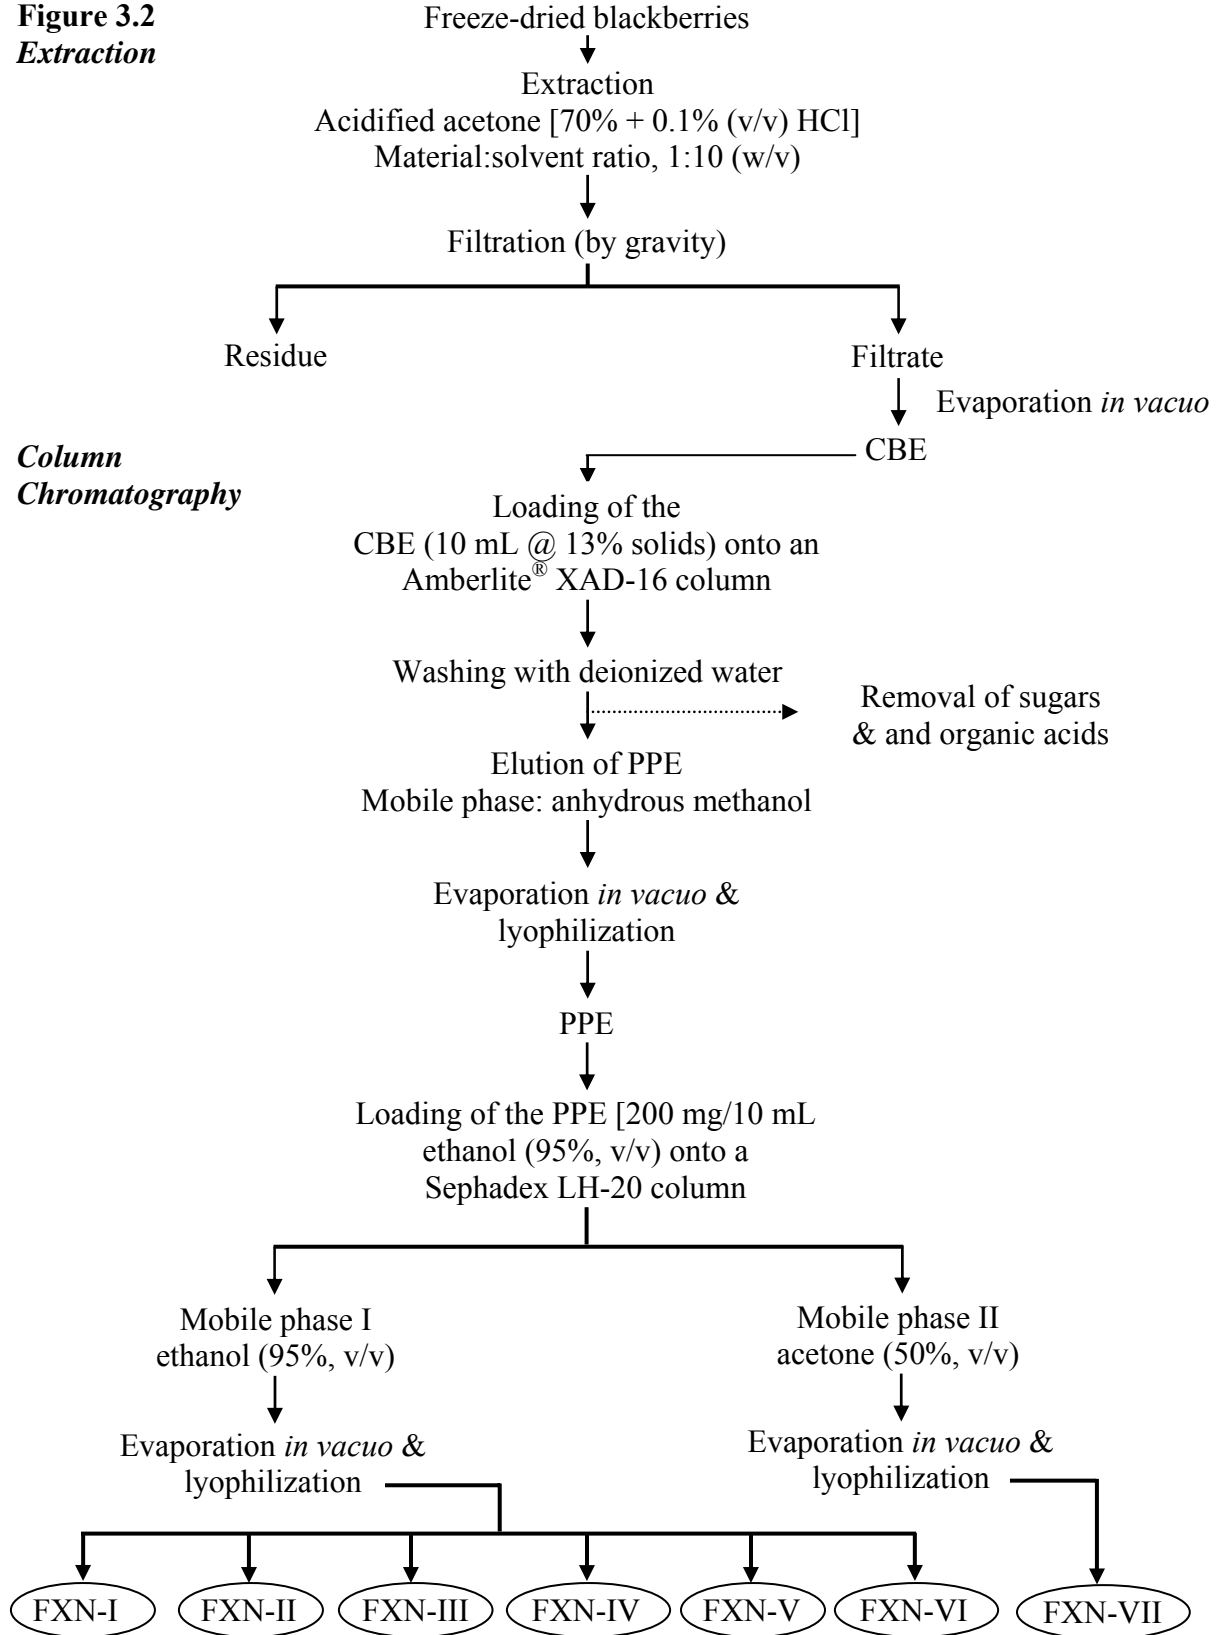 Figure 3.2
Extraction
Freeze-dried blackberries
Extraction
Acidified acetone [70% + 0.1% (v/v) HCl]
Material:solvent ratio, 1:10 (w/v)
Filtration (by gravity)
Residue
Filtrate
Evaporation in vacuo
CBE
Column
Chromatography
Loading of the
CBE (10 mL @ 13% solids) onto an
Amberlite® XAD-16 column
Washing with deionized water
Removal of sugars
& and organic acids
Elution of PPE
Mobile phase: anhydrous methanol
Evaporation in vacuo &
lyophilization
PPE
Loading of the PPE [200 mg/10 mL
ethanol (95%, v/v) onto a
Sephadex LH-20 column
Mobile phase I
ethanol (95%, v/v)
Mobile phase II
acetone (50%, v/v)
Evaporation in vacuo &
lyophilization
Evaporation in vacuo &
lyophilization
FXN-I
FXN-II
FXN-III
FXN-IV
FXN-V
FXN-VI
FXN-VII